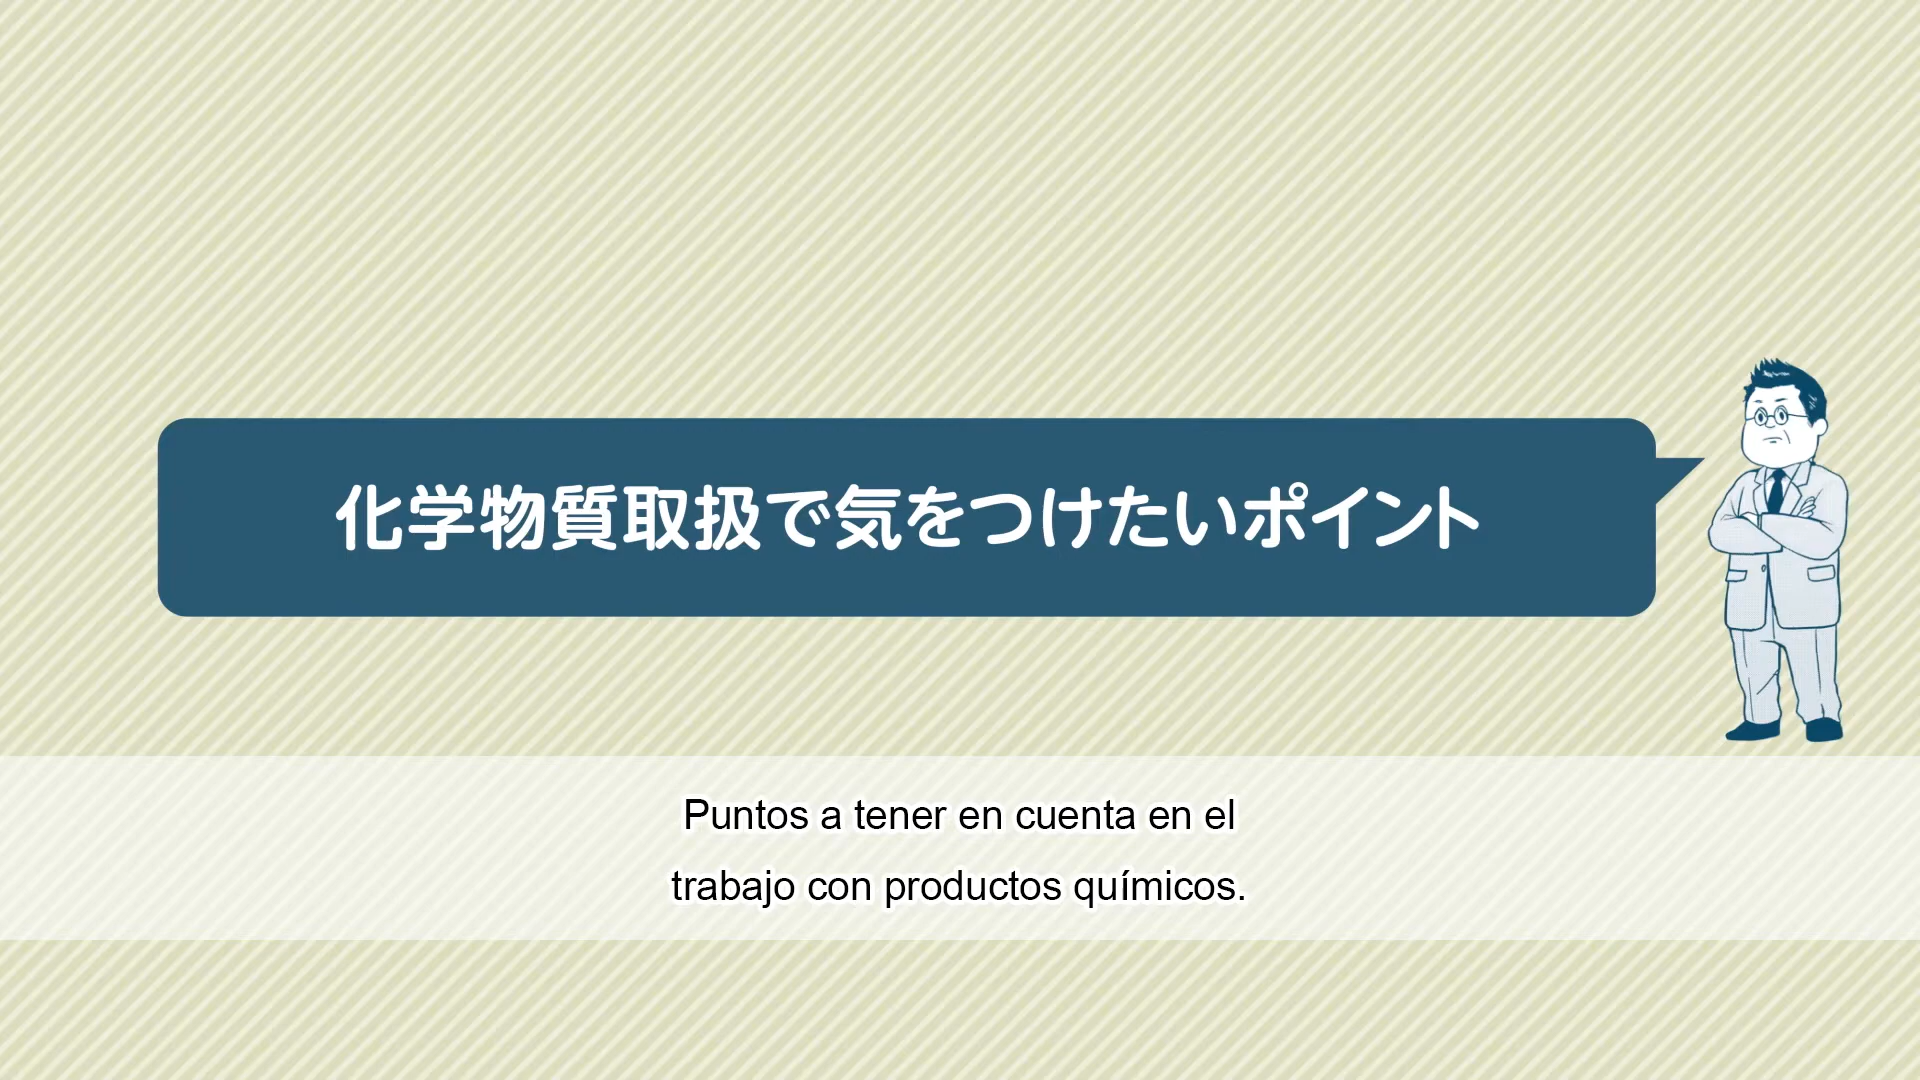 化学物質取扱で気をつけたいポイント
Puntos a tener en cuenta en el
trabajo con productos químicos.